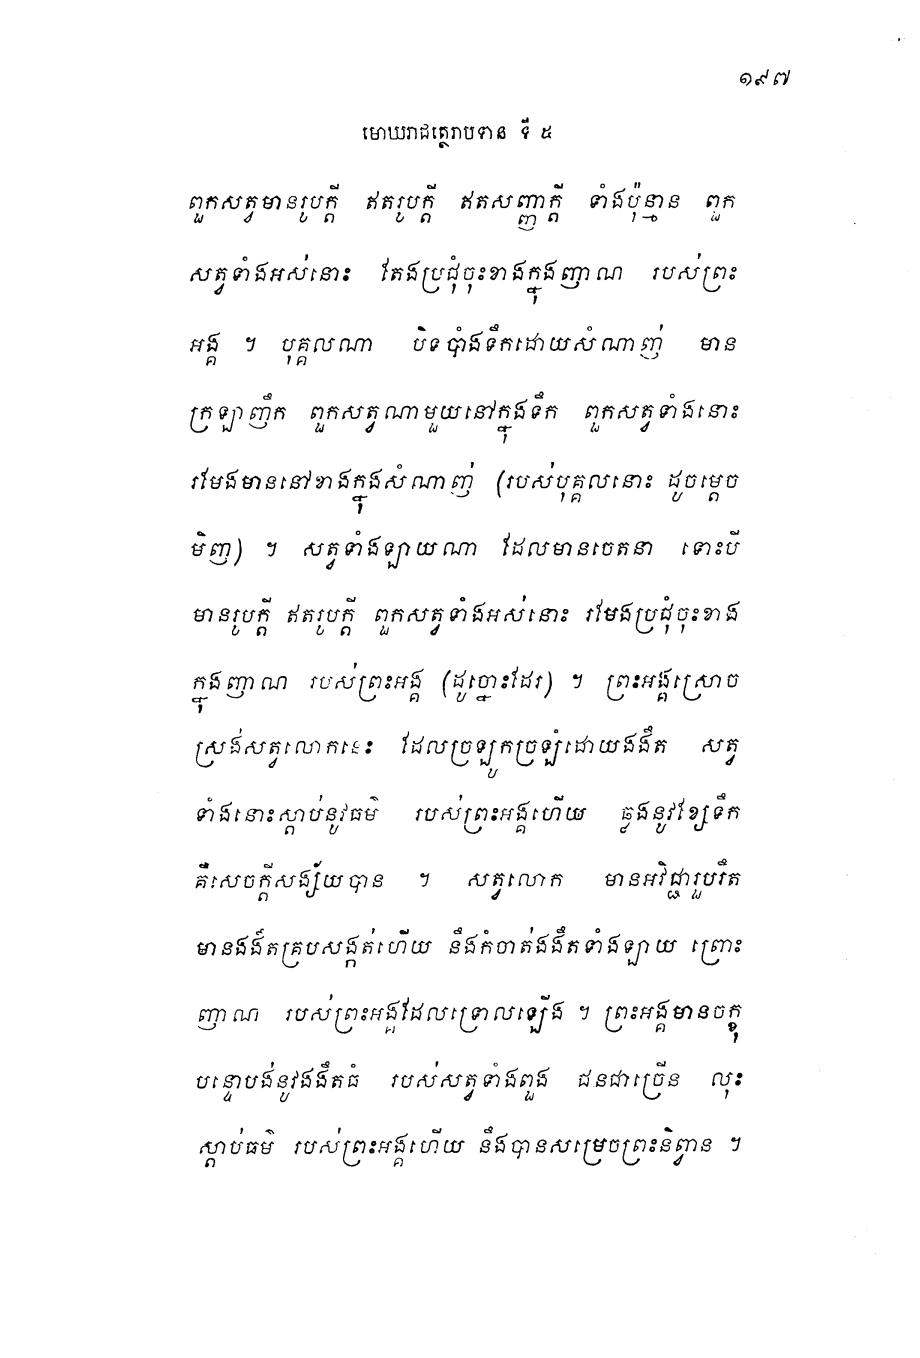 ១៩៧
មោឃរាជត្ថេរាបទាន ទី ៥
ពួកសត្វមានរូបក្តី ឥតរូបក្តី ឥតសញ្ញាក្តី ទាំងប៉ុន្មាន ពួក
សត្វទាំងអស់នោះ តែងប្រជុំចុះខាងក្នុងញាណ របស់ព្រះ
អង្គ ។ បុគ្គលណា បិទបាំងទឹកដោយសំណាញ់ មាន
ក្រឡាញឹក ពួកសត្វណាមួយនៅក្នុងទឹក ពួកសត្វទាំងនោះ
រមែងមាននៅខាងក្នុងសំណាញ់ (របស់បុគ្គលនោះ ដូចម្តេច
មិញ) ។ សត្វទាំងឡាយណា ដែលមានចេតនា ទោះបី
មានរូបក្តី ឥតរូបក្តី ពួកសត្វទាំងអស់នោះ រមែងប្រជុំចុះខាង
ក្នុងញាណ របស់ព្រះអង្គ (ដូច្នោះដែរ) ។ ព្រះអង្គស្រោច
ស្រង់សត្វលោកនេះ ដែលច្រឡូកច្រឡំដោយងងឹត សត្វ
ទាំងនោះស្តាប់នូវធម៌ របស់ព្រះអង្គហើយ ឆ្លងនូវខ្សែទឹក
គឺសេចក្តីសង្ស័យបាន ។ សត្វលោក មានអវិជ្ជារួបរឹត
មានងងឹតគ្របសង្កត់ហើយ នឹងកំចាត់ងងឹតទាំងឡាយ ព្រោះ
ញាណ របស់ព្រះអង្គដែលទ្រោលឡើង ។ ព្រះអង្គមានចក្ខុ
បន្ទោបង់នូវងងឹតធំ របស់សត្វទាំងពួង ជនជាច្រើន លុះ
ស្តាប់ធម៌ របស់ព្រះអង្គហើយ នឹងបានសម្រេចព្រះនិព្វាន ។